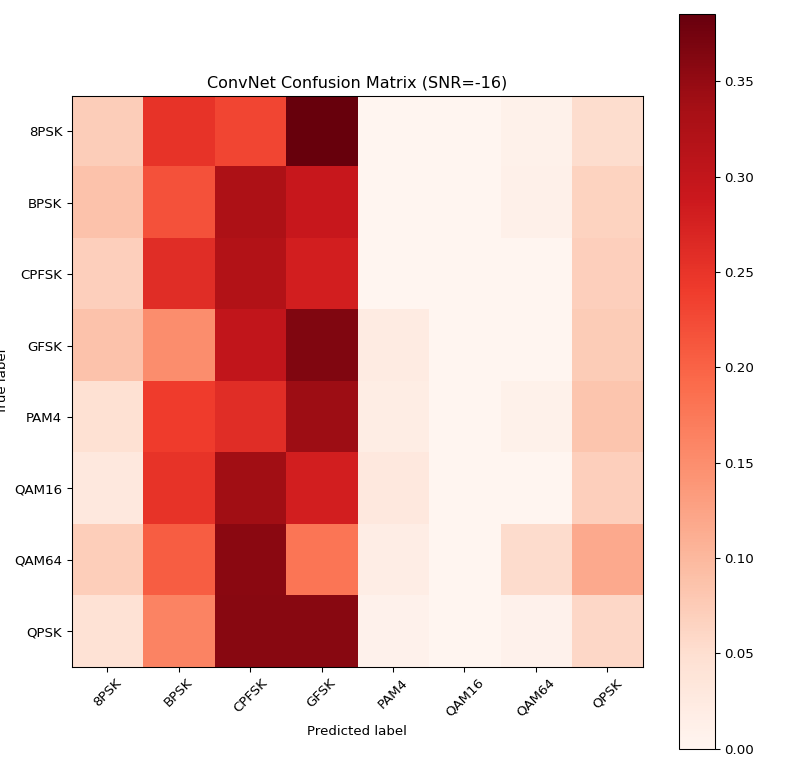 ConvNet Confusion Matrix (SNR=-16)
8PSK
BPSK
CPFSK
GFSK
PAM4
QAM16
QAM64
QPSK
8PSK
BPSK
CPFSK
GFSK
PAM4
QAM16
QAM64
QPSK
Predicted label
0.35
0.30
0.25
0.20
0.15
0.10
0.05
0.00